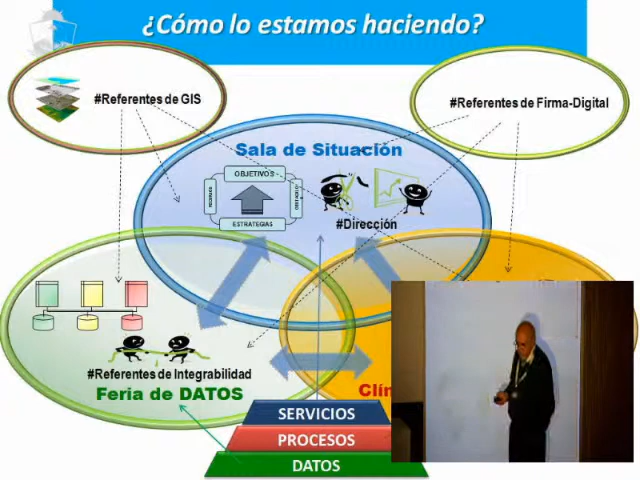 ¿Cómo lo estamos haciendo?
#Referentes de GIS
#Referentes de Firma-Digital
Sala de Situación
OBJETIVOS
ESTRATEGIAS
#Dirección
#Referentes de Integrabilidad
Feria de DATOS
SERVICIOS
PROCESOS
DATOS